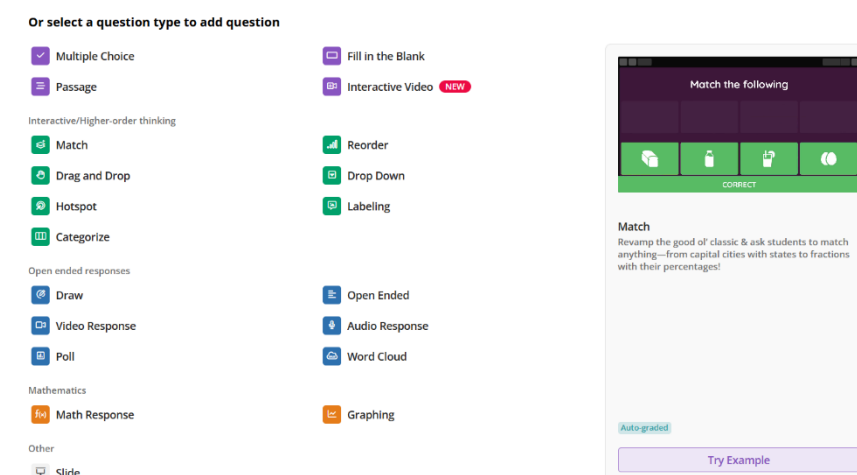 Or select a question type to add question
Multiple Choice
Fill in the Blank
Passage
Interactive Video NEW
Interactive/Higher-order thinking
Match
Reorder
Drag and Drop
Drop Down
Hotspot
Labeling
Categorize
Open ended responses
Draw
Open Ended
Video Response
Audio Response
Poll
Word Cloud
Mathematics
Math Response
Graphing
Other
Slide
Match the following
CORRECT
Match
Revamp the good ol' classic & ask students to match
anything—from capital cities with states to fractions
with their percentages!
Auto-graded
Try Example